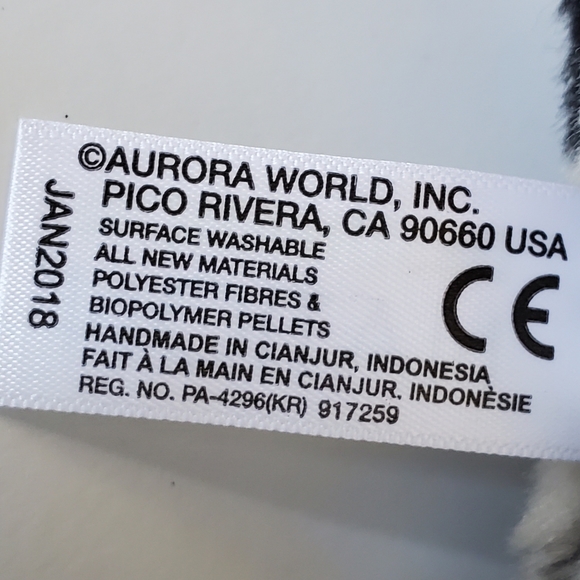 ©AURORA WORLD, INC.
PICO RIVERA, CA 90660 USA
SURFACE WASHABLE
ALL NEW MATERIALS
POLYESTER FIBRES &
BIOPOLYMER PELLETS
HANDMADE IN CIANJUR, INDONESIA
FAIT À LA MAIN EN CIANJUR. INDONÈSIE
REG. NO. PA-4296(KR) 917259
JAN2018
CE